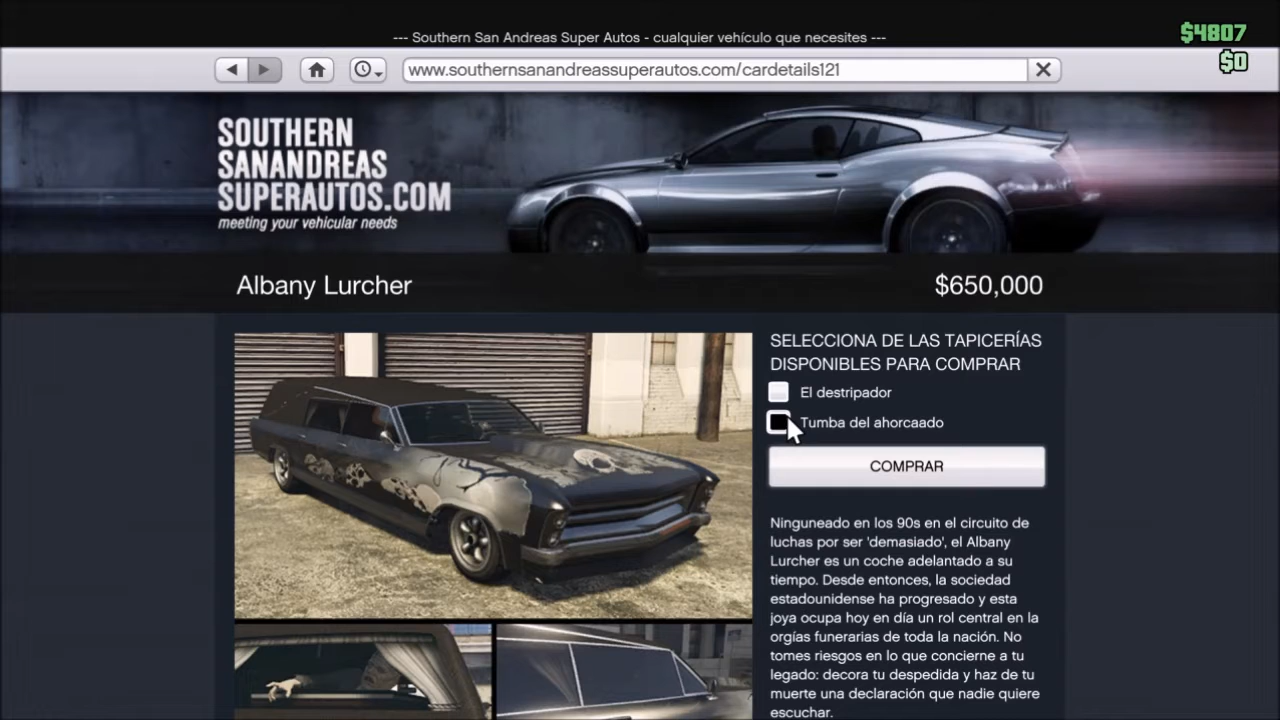 --- Southern San Andreas Super Autos - cualquier vehículo que necesites ---
$4807
$0
www.southernsanandreassuperautos.com/cardetails121
SOUTHERN
SANANDREAS
SUPERAUTOS.COM
meeting your vehicular needs
Albany Lurcher
$650,000
SELECCIONA DE LAS TAPICERÍAS
DISPONIBLES PARA COMPRAR
El destripador
Tumba del ahorcaado
COMPRAR
Ninguneado en los 90s en el circuito de
luchas por ser 'demasiado', el Albany
Lurcher es un coche adelantado a su
tiempo. Desde entonces, la sociedad
estadounidense ha progresado y esta
joya ocupa hoy en día un rol central en la
orgías funerarias de toda la nación. No
tomes riesgos en lo que concierne a tu
legado: decora tu despedida y haz de tu
muerte una declaración que nadie quiere
escuchar.